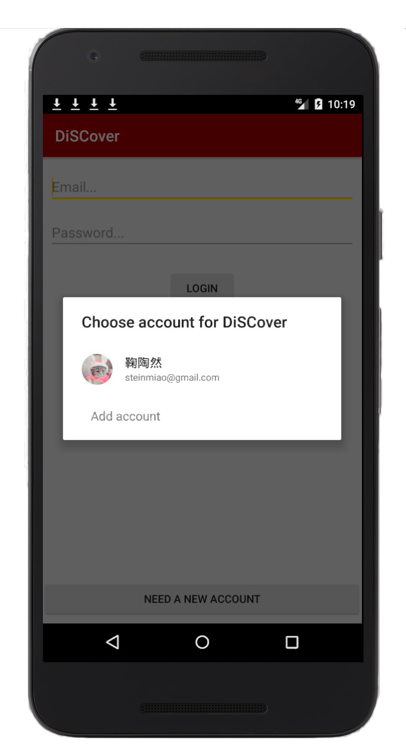 4G 10:19
DiSCover
Email...
Password...
LOGIN
Choose account for DiSCover
鞠陶然
steinmiao@gmail.com
Add account
NEED A NEW ACCOUNT